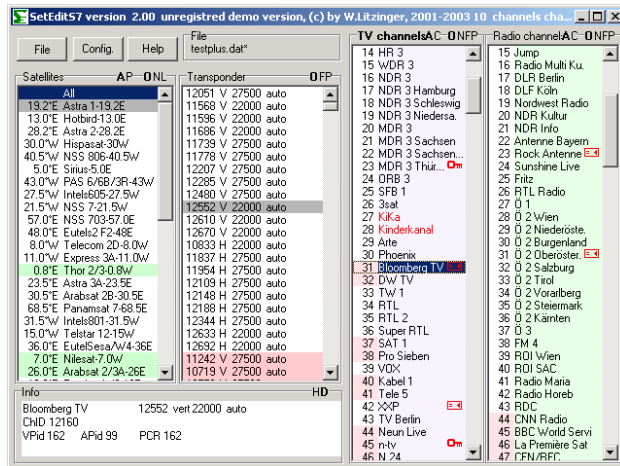 SetEditS7 version 2.00 unregistred demo version, (c) by W.Litzinger, 2001-2003 10 channels cha...
File Config. Help
File
testplus.dat*
Satellites AP ONL
All
19.2°E Astra 1-19.2E
13.0°E Hotbird-13.0E
28.2°E Astra 2-28.2E
30.0°W Hispasat-30W
40.5°W NSS 806-40.5W
5.0°E Sirius-5.0E
43.0°W PAS 6/6B/3R-43W
27.5°W Intels605-27.5W
21.5°W NSS 7-21.5W
57.0°E NSS 703-57.0E
48.0°E Eutels2 F2-48E
8.0°W Telecom 2D-8.0W
11.0°W Express 3A-11.0W
0.8°E Thor 2/3-0.8W
23.5°E Astra 3A-23.5E
30.5°E Arabsat 2B-30.5E
68.5°E Panamsat 7-68.5E
31.5°W Intels801-31.5W
15.0°W Telstar 12-15W
36.0°E EutelSesa/W4-36E
7.0°E Nilesat-7.0W
26.0°E Arabsat 2/3A-26E
Transponder OFP
12051 V 27500 auto
11568 V 22000 auto
11596 V 22000 auto
11686 V 22000 auto
11739 V 27500 auto
11778 V 27500 auto
12207 V 27500 auto
12285 V 27500 auto
12480 V 27500 auto
12552 V 22000 auto
12610 V 22000 auto
12670 V 22000 auto
10833 H 22000 auto
11837 H 27500 auto
11954 H 27500 auto
12109 H 27500 auto
12148 H 27500 auto
12188 H 27500 auto
12344 H 27500 auto
12633 H 22000 auto
12692 H 22000 auto
11242 V 27500 auto
10719 V 27500 auto
Info HD
Bloomberg TV 12552 vert 22000 auto
ChID 12160
VPid 162 APid 99 PCR 162
TV channels AC ONFP
14 HR 3
15 WDR 3
16 NDR 3
17 NDR 3 Hamburg
18 NDR 3 Schleswig
19 NDR 3 Niedersa.
20 MDR 3
21 MDR 3 Sachsen
22 MDR 3 Sachsen...
23 MDR 3 Thür...
24 ORB 3
25 SFB 1
26 3sat
27 KiKa
28 Kinderkanal
29 Arte
30 Phoenix
31 Bloomberg TV
32 DW TV
33 TW 1
34 RTL
35 RTL 2
36 Super RTL
37 SAT 1
38 Pro Sieben
39 VOX
40 Kabel 1
41 Tele 5
42 XXP
43 TV Berlin
44 Neun Live
45 n-tv
46 N 24
Radio channel AC ONFP
15 Jump
16 Radio Multi Ku.
17 DLR Berlin
18 DLF Köln
19 Nordwest Radio
20 NDR Kultur
21 NDR Info
22 Antenne Bayern
23 Rock Antenne
24 Sunshine Live
25 Fritz
26 RTL Radio
27 Ö 1
28 Ö 2 Wien
29 Ö 2 Niederöste.
30 Ö 2 Burgenland
31 Ö 2 Oberöster.
32 Ö 2 Salzburg
33 Ö 2 Tirol
34 Ö 2 Vorarlberg
35 Ö 2 Steiermark
36 Ö 2 Kärnten
37 Ö 3
38 FM 4
39 ROI Wien
40 ROI SAC
41 Radio Maria
42 Radio Horeb
43 RDC
44 CNN Radio
45 BBC World Servi
46 La Première Sat
47 CFN/RFC